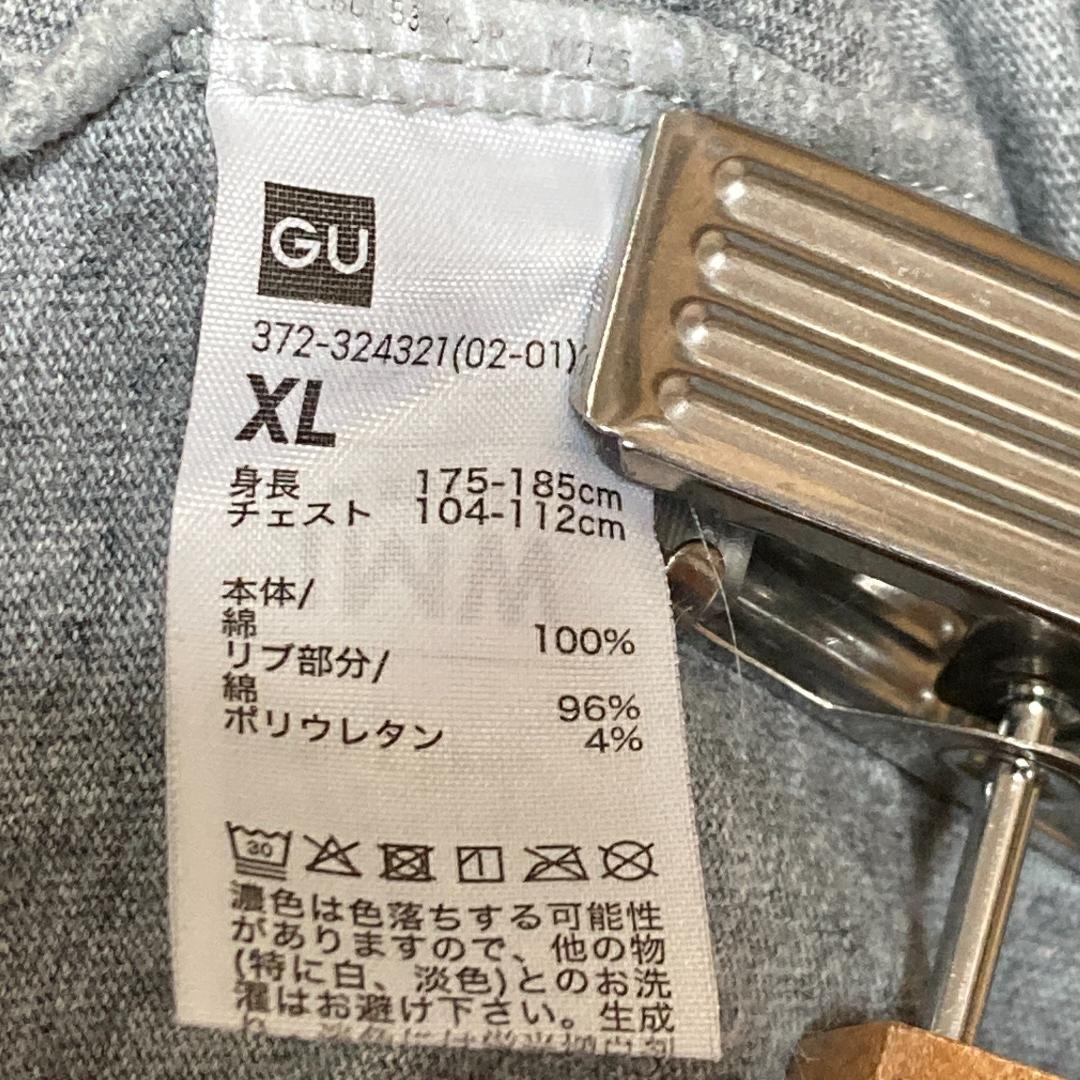 GU
372-324321(02-01)
XL
身長 175-185cm
チェスト 104-112cm
本体/
綿 100%
リブ部分/
綿 96%
ポリウレタン 4%
30
濃色は色落ちする可能性
がありますので、他の物
(特に白、淡色)とのお洗
濯はお避け下さい。生成